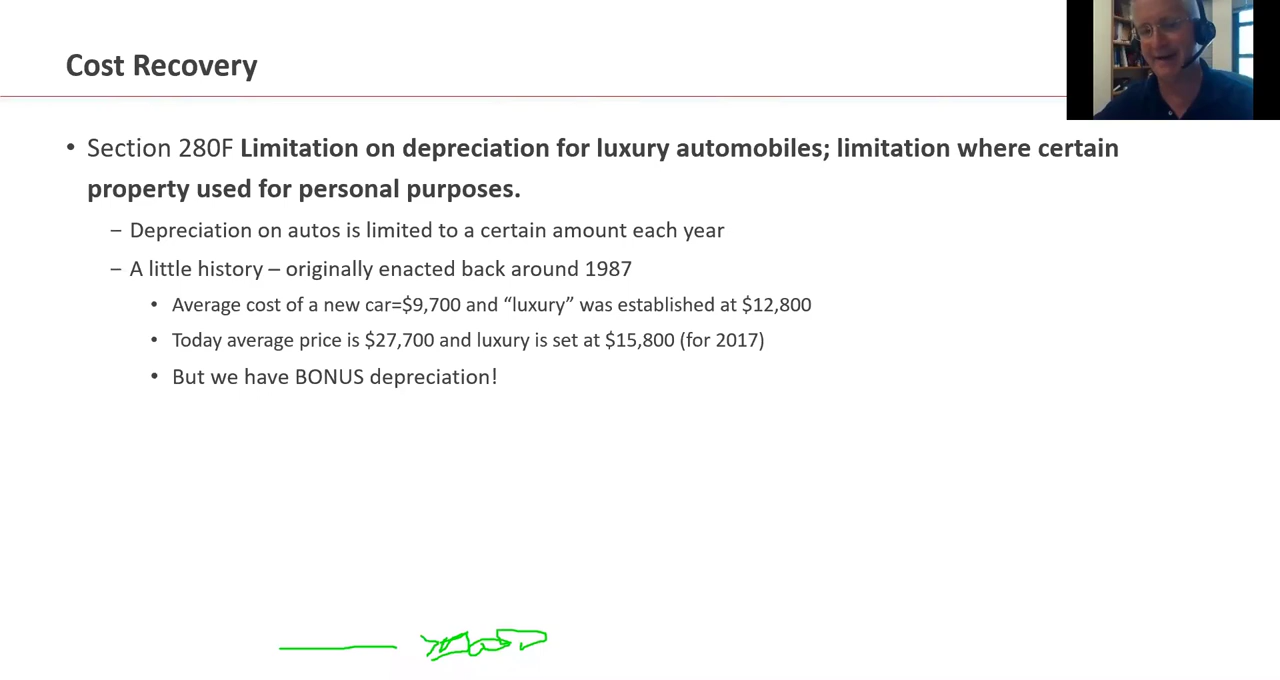 Cost Recovery
• Section 280F Limitation on depreciation for luxury automobiles; limitation where certain
property used for personal purposes.
– Depreciation on autos is limited to a certain amount each year
– A little history – originally enacted back around 1987
• Average cost of a new car=$9,700 and “luxury” was established at $12,800
• Today average price is $27,700 and luxury is set at $15,800 (for 2017)
• But we have BONUS depreciation!